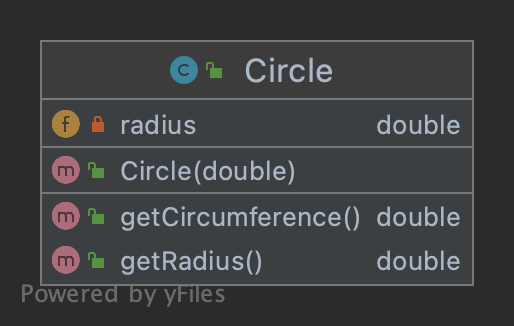 C Circle
f radius double
m Circle(double)
m getCircumference() double
m getRadius() double
Powered by yFiles